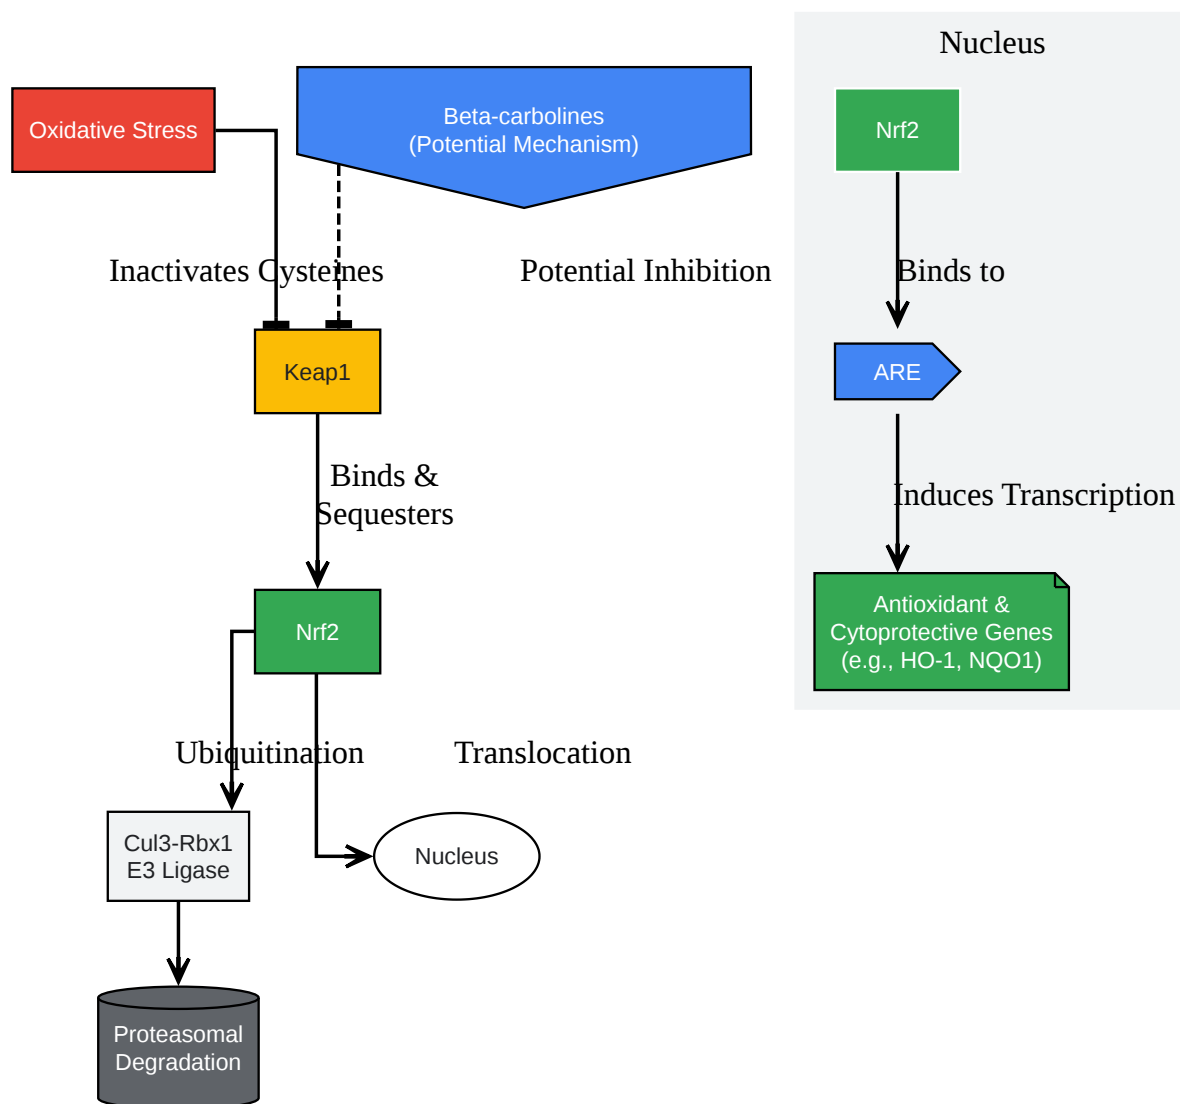 Nucleus
Oxidative Stress
Beta-carbolines
(Potential Mechanism)
Nrf2
Inactivates Cysteines
Potential Inhibition
Binds to
Keap1
ARE
Binds &
Sequesters
Induces Transcription
Nrf2
Antioxidant &
Cytoprotective Genes
(e.g., HO-1, NQO1)
Ubiquitination
Translocation
Cul3-Rbx1
E3 Ligase
Nucleus
Proteasomal
Degradation